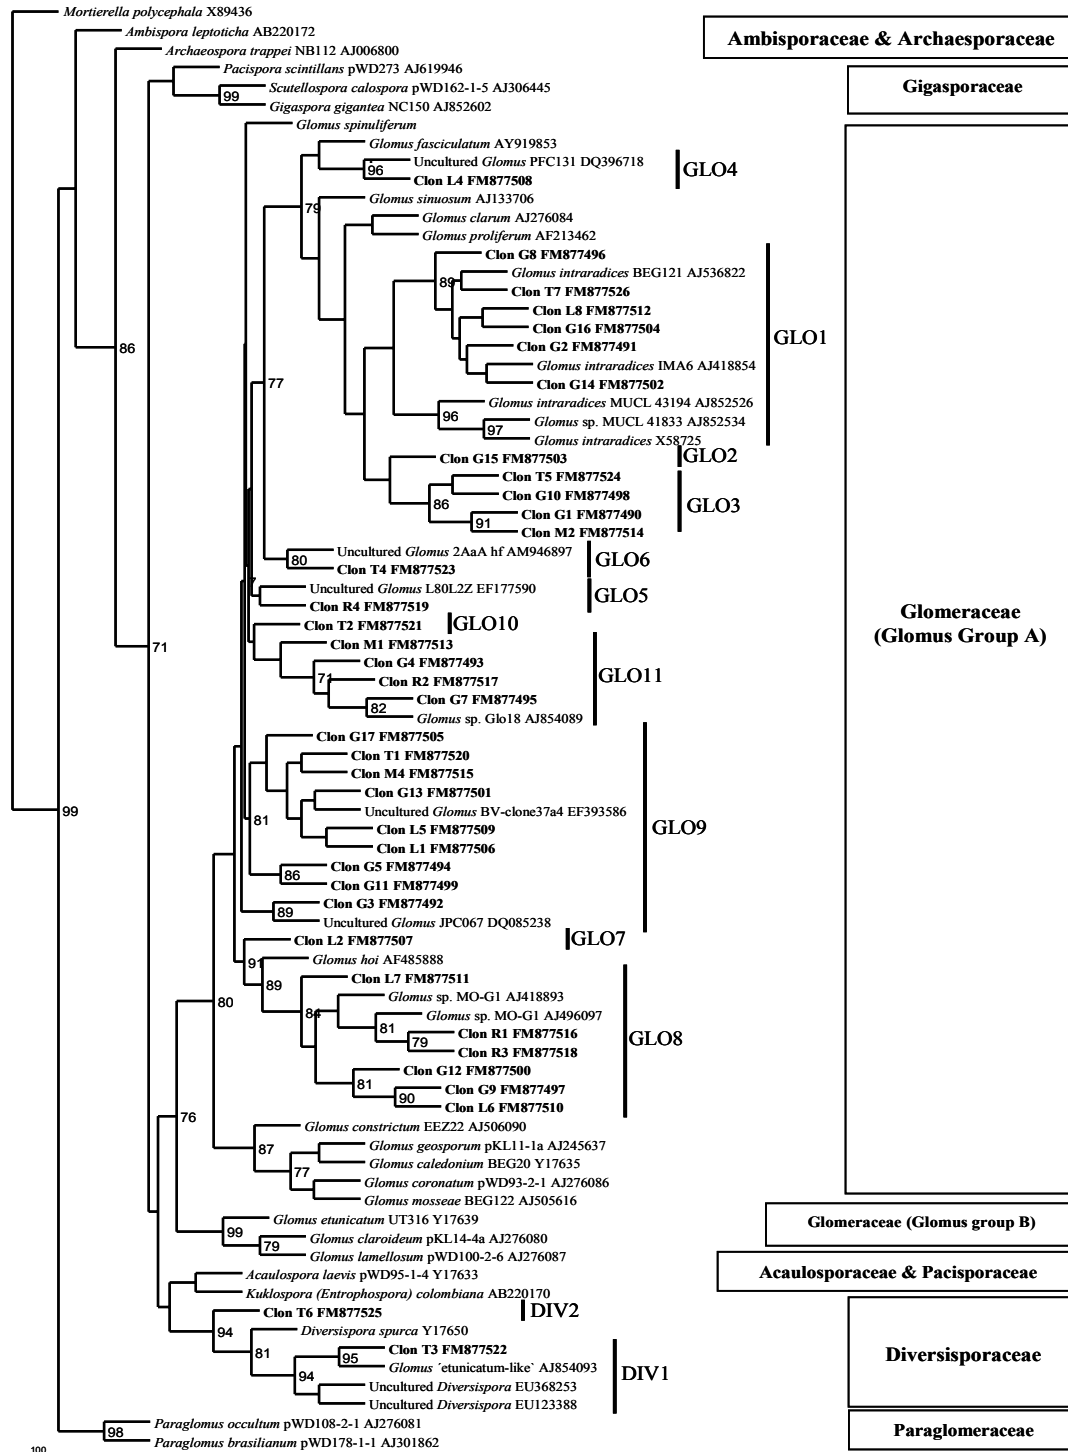 Mortierella polycephala X89436
Ambispora leptoticha AB220172
Ambisporaceae & Archaesporaceae
Archaeospora trappei NB112 AJ006800
Pacispora scintillans pWD273 AJ619946
Scutellospora calospora pWD162-1-5 AJ306445
Gigasporaceae
99
Gigaspora gigantea NC150 AJ852602
Glomus spinuliferum
Glomus fasciculatum AY919853
Uncultured Glomus PFC131 DQ396718
96
GLO4
Clon L4 FM877508
Glomus sinuosum AJ133706
79
Glomus clarum AJ276084
Glomus proliferum AF213462
Clon G8 FM877496
Glomus intraradices BEG121 AJ536822
89
Clon T7 FM877526
Clon L8 FM877512
Clon G16 FM877504
GLO1
Clon G2 FM877491
86
Glomus intraradices IMA6 AJ418854
Clon G14 FM877502
77
Glomus intraradices MUCL 43194 AJ852526
96
Glomus sp. MUCL 41833 AJ852534
97
Glomus intraradices X58725
Clon G15 FM877503
GLO2
Clon T5 FM877524
Clon G10 FM877498
86
GLO3
Clon G1 FM877490
91
Clon M2 FM877514
Uncultured Glomus 2AaA hf AM946897
80
GLO6
Clon T4 FM877523
Uncultured Glomus L80L2Z EF177590
GLO5
Clon R4 FM877519
Glomeraceae
(Glomus Group A)
Clon T2 FM877521
GLO10
Clon M1 FM877513
71
Clon G4 FM877493
71
Clon R2 FM877517
GLO11
Clon G7 FM877495
82
Glomus sp. Glo18 AJ854089
Clon G17 FM877505
Clon T1 FM877520
Clon M4 FM877515
Clon G13 FM877501
99
Uncultured Glomus BV-clone37a4 EF393586
81
Clon L5 FM877509
GLO9
Clon L1 FM877506
Clon G5 FM877494
86
Clon G11 FM877499
Clon G3 FM877492
89
Uncultured Glomus JPC067 DQ085238
Clon L2 FM877507
GLO7
Glomus hoi AF485888
91
Clon L7 FM877511
89
Glomus sp. MO-G1 AJ418893
80
84
Glomus sp. MO-G1 AJ496097
81
Clon R1 FM877516
GLO8
79
Clon R3 FM877518
Clon G12 FM877500
81
Clon G9 FM877497
90
Clon L6 FM877510
76
Glomus constrictum EEZ22 AJ506090
87
Glomus geosporum pKL11-1a AJ245637
Glomus caledonium BEG20 Y17635
77
Glomus coronatum pWD93-2-1 AJ276086
Glomus mosseae BEG122 AJ505616
Glomus etunicatum UT316 Y17639
Glomeraceae (Glomus group B)
99
Glomus claroideum pKL14-4a AJ276080
79
Glomus lamellosum pWD100-2-6 AJ276087
Acaulospora laevis pWD95-1-4 Y17633
Acaulosporaceae & Pacisporaceae
Kuklospora (Entrophospora) colombiana AB220170
Clon T6 FM877525
DIV2
94
Diversispora spurca Y17650
81
Clon T3 FM877522
95
Diversisporaceae
Glomus ´etunicatum-like` AJ854093
94
DIV1
Uncultured Diversispora EU368253
Uncultured Diversispora EU123388
Paraglomus occultum pWD108-2-1 AJ276081
98
Paraglomeraceae
Paraglomus brasilianum pWD178-1-1 AJ301862
100